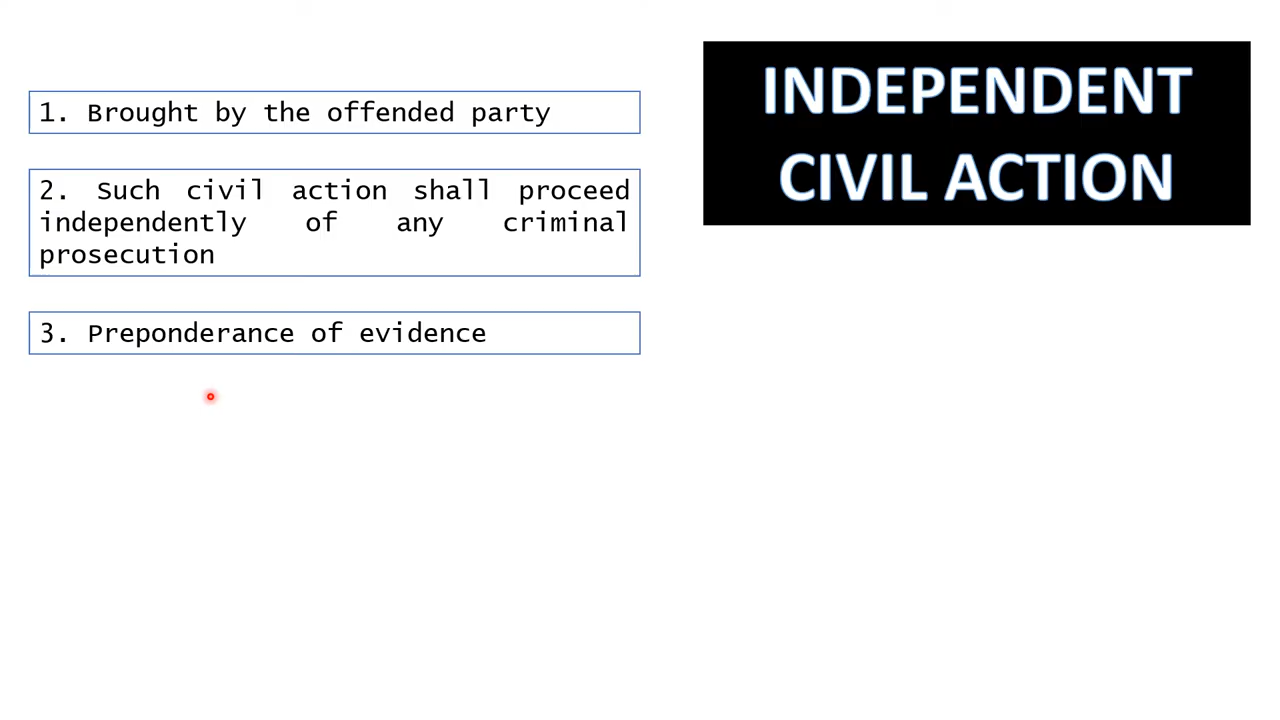 1. Brought by the offended party
2. Such civil action shall proceed
independently of any criminal
prosecution
3. Preponderance of evidence
INDEPENDENT
CIVIL ACTION